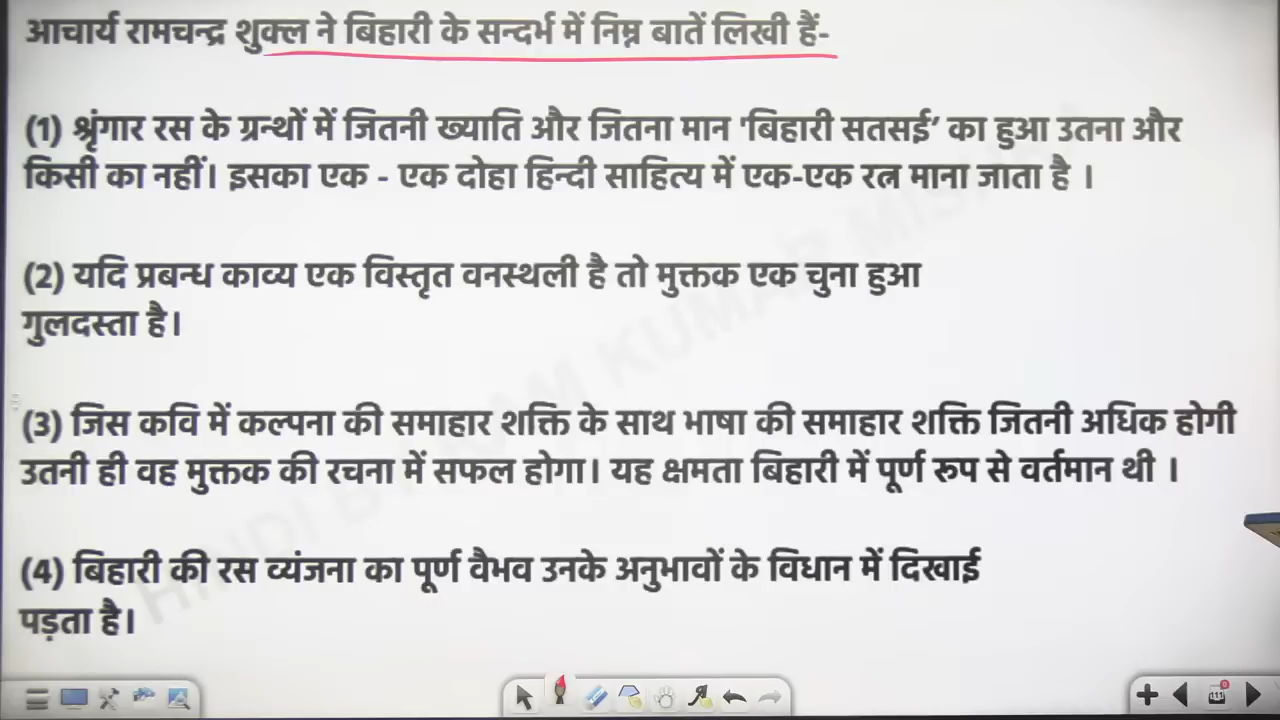 आचार्य रामचन्द्र शुक्ल ने बिहारी के सन्दर्भ में निम्न बातें लिखी हैं-
(1) श्रृंगार रस के ग्रन्थों में जितनी ख्याति और जितना मान 'बिहारी सतसई' का हुआ उतना और
किसी का नहीं। इसका एक - एक दोहा हिन्दी साहित्य में एक-एक रत्न माना जाता है ।
(2) यदि प्रबन्ध काव्य एक विस्तृत वनस्थली है तो मुक्तक एक चुना हुआ
गुलदस्ता है।
(3) जिस कवि में कल्पना की समाहार शक्ति के साथ भाषा की समाहार शक्ति जितनी अधिक होगी
उतनी ही वह मुक्तक की रचना में सफल होगा। यह क्षमता बिहारी में पूर्ण रूप से वर्तमान थी ।
(4) बिहारी की रस व्यंजना का पूर्ण वैभव उनके अनुभावों के विधान में दिखाई
पड़ता है।